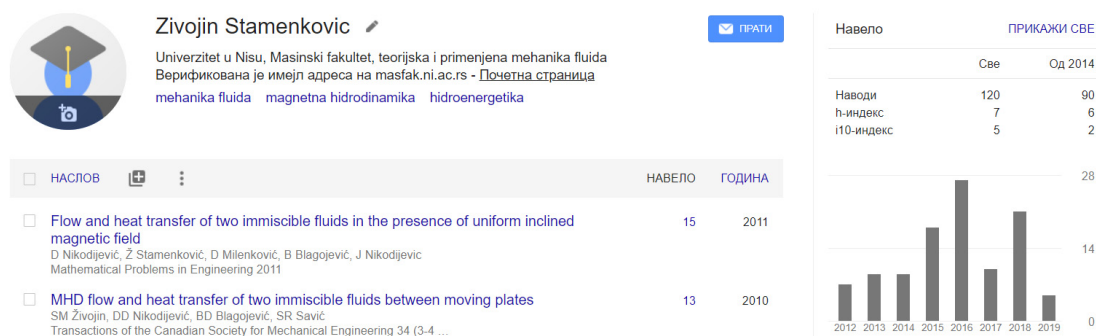 Zivojin Stamenkovic
ПРАТИ
Univerzitet u Nisu, Masinski fakultet, teorijska i primenjena mehanika fluida
Верификована је имејл адреса на masfak.ni.ac.rs - Почетна страница
mehanika fluida magnetna hidrodinamika hidroenergetika
НАСЛОВ НАВЕЛО ГОДИНА
Flow and heat transfer of two immiscible fluids in the presence of uniform inclined 15 2011
magnetic field
D Nikodijević, Ž Stamenković, D Milenković, B Blagojević, J Nikodijevic
Mathematical Problems in Engineering 2011
MHD flow and heat transfer of two immiscible fluids between moving plates 13 2010
SM Živojin, DD Nikodijević, BD Blagojević, SR Savić
Transactions of the Canadian Society for Mechanical Engineering 34 (3-4 ...
Навело ПРИКАЖИ СВЕ
Све Од 2014
Наводи 120 90
h-индекс 7 6
i10-индекс 5 2
28
14
0
2012 2013 2014 2015 2016 2017 2018 2019